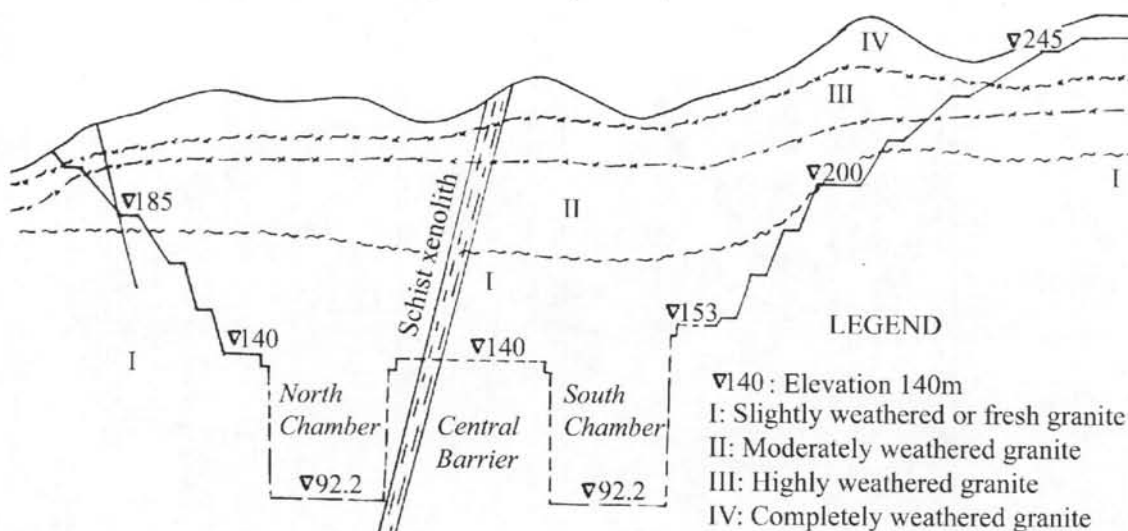 IV
∇245
III
I
∇200
∇185
II
Schist xenolith
I
∇153
∇140
∇140
LEGEND
I
North
Chamber
Central
Barrier
South
Chamber
∇92.2
∇92.2
∇140 : Elevation 140m
I: Slightly weathered or fresh granite
II: Moderately weathered granite
III: Highly weathered granite
IV: Completely weathered granite